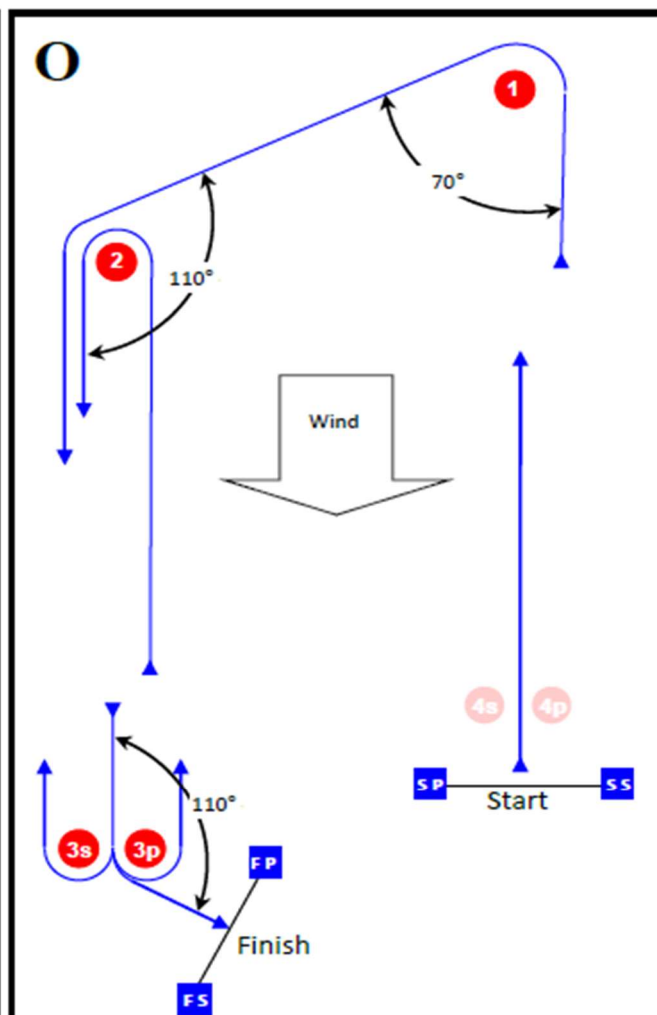 O
1
70°
2
110°
Wind
4s 4p
SP SS
Start
110°
3s 3p
FP
Finish
FS